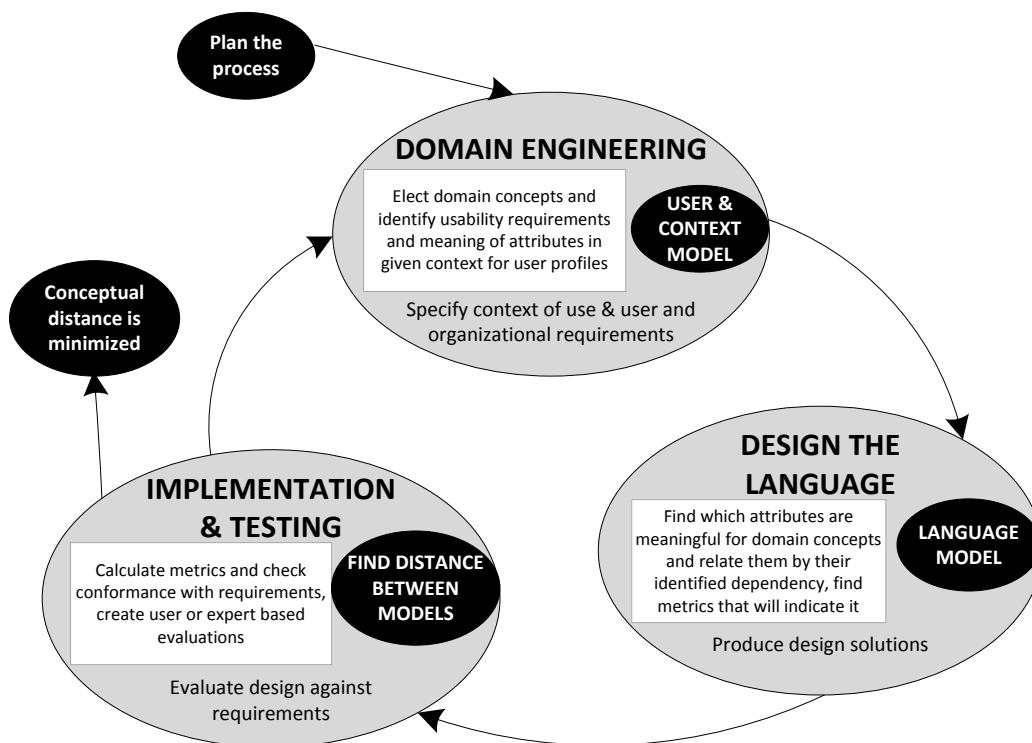 Plan the
process
DOMAIN ENGINEERING
Elect domain concepts and
identify usability requirements
and meaning of attributes in
given context for user profiles
USER &
CONTEXT
MODEL
Specify context of use & user and
organizational requirements
Conceptual
distance is
minimized
DESIGN THE
LANGUAGE
Find which attributes are
meaningful for domain concepts
and relate them by their
identified dependency, find
metrics that will indicate it
LANGUAGE
MODEL
Produce design solutions
IMPLEMENTATION
& TESTING
Calculate metrics and check
conformance with requirements,
create user or expert based
evaluations
FIND DISTANCE
BETWEEN
MODELS
Evaluate design against
requirements